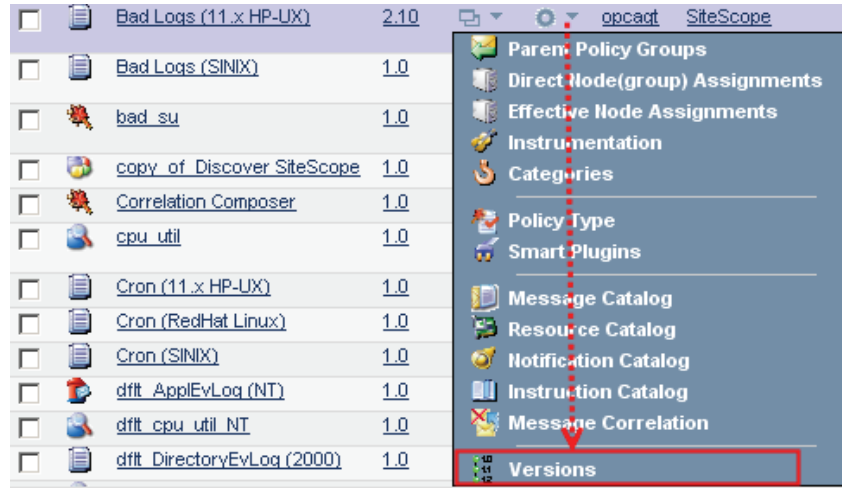 Bad Logs (11.x HP-UX) 2.10 opcagt SiteScope
Bad Logs (SINIX) 1.0
bad_su 1.0
copy_of_Discover SiteScope 1.0
Correlation Composer 1.0
cpu_util 1.0
Cron (11.x HP-UX) 1.0
Cron (RedHat Linux) 1.0
Cron (SINIX) 1.0
dflt_ApplEvLog (NT) 1.0
dflt_cpu_util_NT 1.0
dflt_DirectoryEvLog (2000) 1.0
Parent Policy Groups
Direct Node(group) Assignments
Effective Node Assignments
Instrumentation
Categories
Policy Type
Smart Plugins
Message Catalog
Resource Catalog
Notification Catalog
Instruction Catalog
Message Correlation
Versions